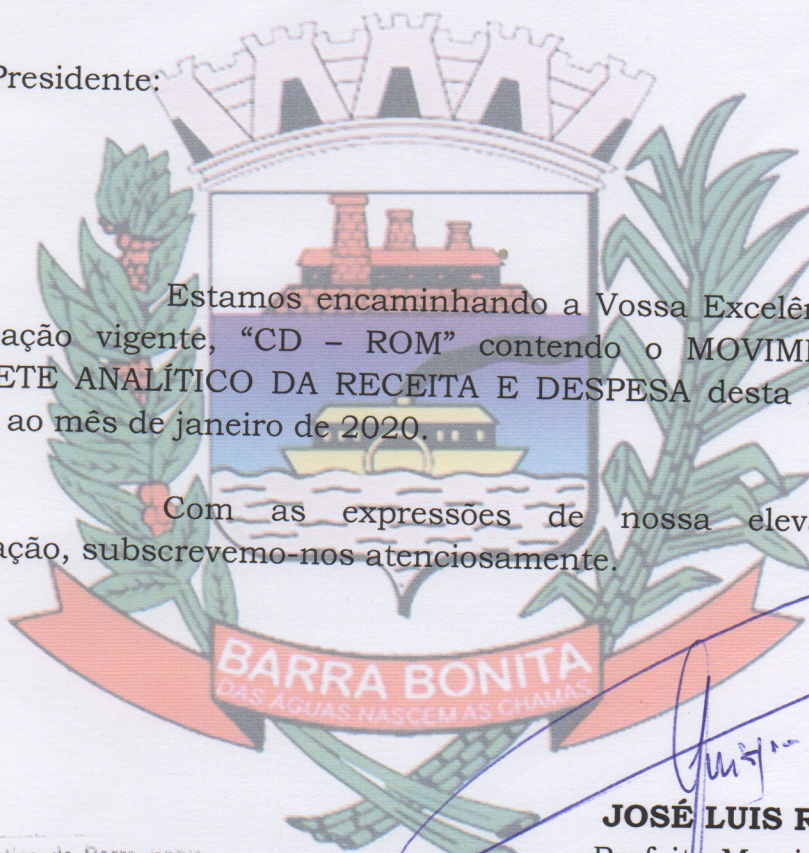 Presidente:
Estamos encaminhando a Vossa Excelên
ação vigente, “CD – ROM” contendo o MOVIM
ETE ANALÍTICO DA RECEITA E DESPESA desta
ao mês de janeiro de 2020.
Com as expressões de nossa eleva
ação, subscrevemo-nos atenciosamente.
BARRA BONITA
DAS ÁGUAS NASCEM AS CHAMAS
JOSÉ LUIS R
Prefeit